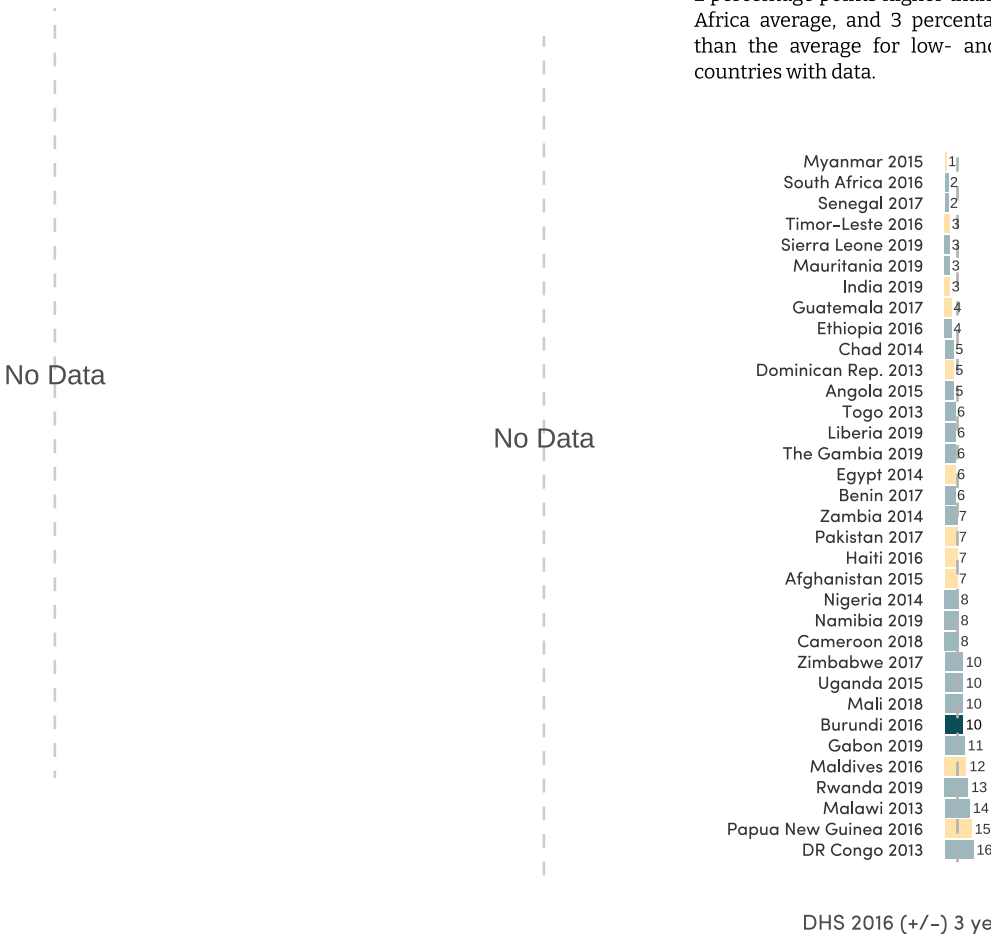 Africa average, and 3 percenta
than the average for low- and
countries with data.
Myanmar 2015 1
South Africa 2016 2
Senegal 2017 2
Timor-Leste 2016 3
Sierra Leone 2019 3
Mauritania 2019 3
India 2019 3
Guatemala 2017 4
Ethiopia 2016 4
Chad 2014 5
No Data
Dominican Rep. 2013 5
Angola 2015 5
Togo 2013 6
Liberia 2019 6
No Data
The Gambia 2019 6
Egypt 2014 6
Benin 2017 6
Zambia 2014 7
Pakistan 2017 7
Haiti 2016 7
Afghanistan 2015 7
Nigeria 2014 8
Namibia 2019 8
Cameroon 2018 8
Zimbabwe 2017 10
Uganda 2015 10
Mali 2018 10
Burundi 2016 10
Gabon 2019 11
Maldives 2016 12
Rwanda 2019 13
Malawi 2013 14
Papua New Guinea 2016 15
DR Congo 2013 16
DHS 2016 (+/-) 3 ye